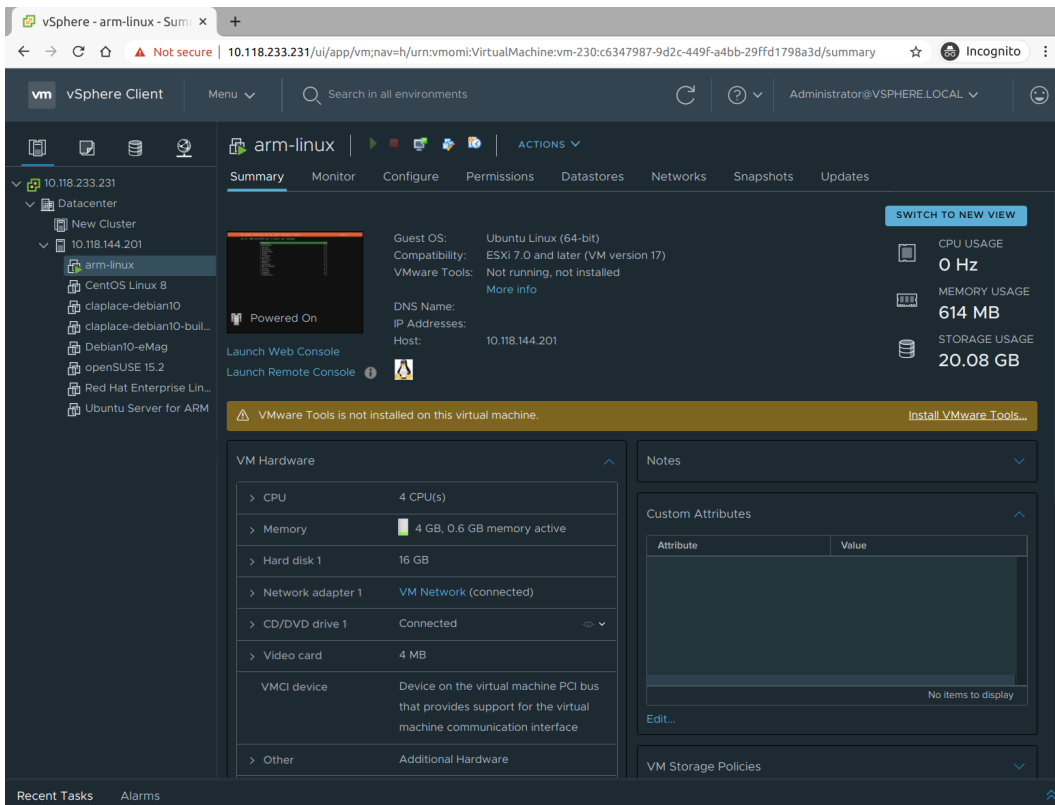 vSphere - arm-linux - Sum
Not secure | 10.118.233.231/ui/app/vm;nav=h/urn:vmomi:VirtualMachine:vm-230:c6347987-9d2c-449f-a4bb-29ffd1798a3d/summary Incognito
vm vSphere Client Menu Search in all environments Administrator@VSPHERE.LOCAL
arm-linux ACTIONS
Summary Monitor Configure Permissions Datastores Networks Snapshots Updates
10.118.233.231
Datacenter
New Cluster
10.118.144.201
arm-linux
CentOS Linux 8
claplace-debian10
claplace-debian10-buil...
Debian10-eMag
openSUSE 15.2
Red Hat Enterprise Lin...
Ubuntu Server for ARM
SWITCH TO NEW VIEW
Powered On
Launch Web Console
Launch Remote Console
Guest OS: Ubuntu Linux (64-bit)
Compatibility: ESXi 7.0 and later (VM version 17)
VMware Tools: Not running, not installed
More info
DNS Name:
IP Addresses:
Host: 10.118.144.201
CPU USAGE
0 Hz
MEMORY USAGE
614 MB
STORAGE USAGE
20.08 GB
VMware Tools is not installed on this virtual machine. Install VMware Tools...
VM Hardware
CPU 4 CPU(s)
Memory 4 GB, 0.6 GB memory active
Hard disk 1 16 GB
Network adapter 1 VM Network (connected)
CD/DVD drive 1 Connected
Video card 4 MB
VMCI device Device on the virtual machine PCI bus
that provides support for the virtual
machine communication interface
Other Additional Hardware
Notes
Custom Attributes
Attribute Value
No items to display
Edit...
VM Storage Policies
Recent Tasks Alarms